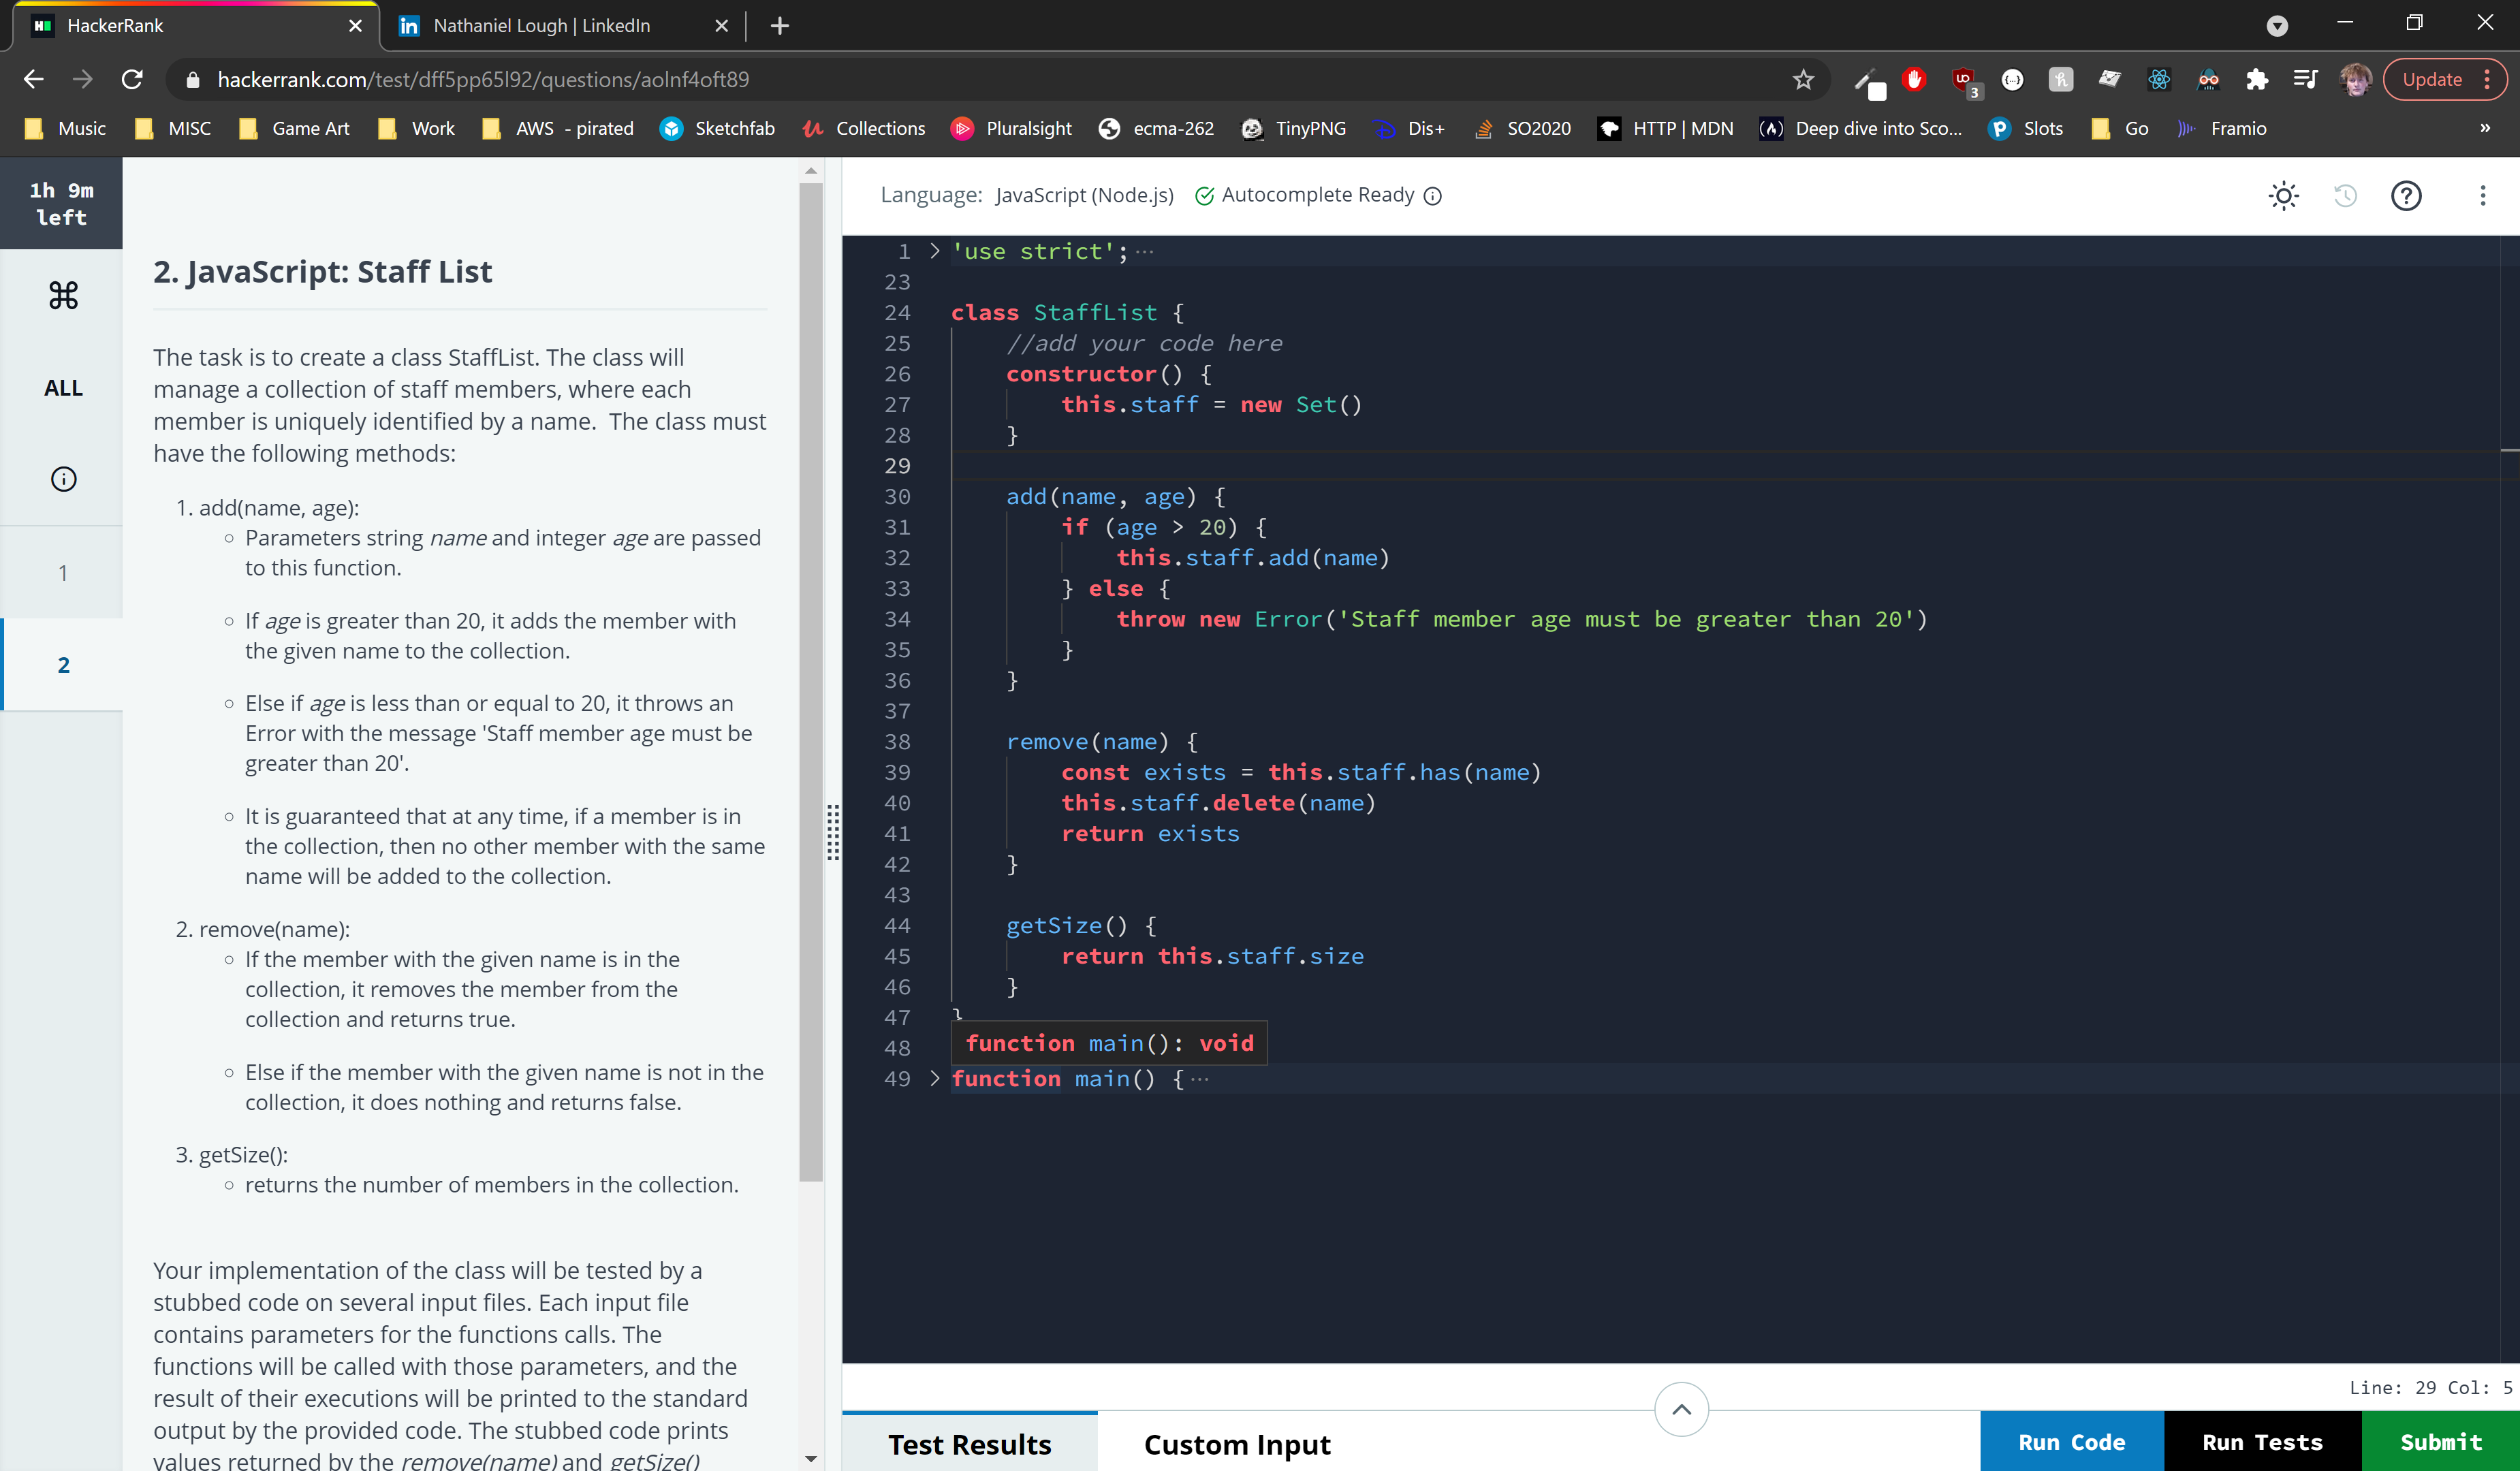 HackerRank
Nathaniel Lough | LinkedIn
hackerrank.com/test/dff5pp65l92/questions/aolnf4oft89
3
Update
Music MISC Game Art Work AWS - pirated Sketchfab Collections Pluralsight ecma-262 TinyPNG Dis+ SO2020 HTTP | MDN Deep dive into Sco... Slots Go Framio »
1h 9m
left
ALL
1
2
2. JavaScript: Staff List
The task is to create a class StaffList. The class will
manage a collection of staff members, where each
member is uniquely identified by a name. The class must
have the following methods:
1. add(name, age):
Parameters string name and integer age are passed
to this function.
If age is greater than 20, it adds the member with
the given name to the collection.
Else if age is less than or equal to 20, it throws an
Error with the message 'Staff member age must be
greater than 20'.
It is guaranteed that at any time, if a member is in
the collection, then no other member with the same
name will be added to the collection.
2. remove(name):
If the member with the given name is in the
collection, it removes the member from the
collection and returns true.
Else if the member with the given name is not in the
collection, it does nothing and returns false.
3. getSize():
returns the number of members in the collection.
Your implementation of the class will be tested by a
stubbed code on several input files. Each input file
contains parameters for the functions calls. The
functions will be called with those parameters, and the
result of their executions will be printed to the standard
output by the provided code. The stubbed code prints
values returned by the remove(name) and getSize()
Language: JavaScript (Node.js) Autocomplete Ready
1 'use strict';...
23
24 class StaffList {
25 //add your code here
26 constructor() {
27 this.staff = new Set()
28 }
29
30 add(name, age) {
31 if (age > 20) {
32 this.staff.add(name)
33 } else {
34 throw new Error('Staff member age must be greater than 20')
35 }
36 }
37
38 remove(name) {
39 const exists = this.staff.has(name)
40 this.staff.delete(name)
41 return exists
42 }
43
44 getSize() {
45 return this.staff.size
46 }
47 }
48 function main(): void
49 function main() {...
Line: 29 Col: 5
Test Results
Custom Input
Run Code
Run Tests
Submit